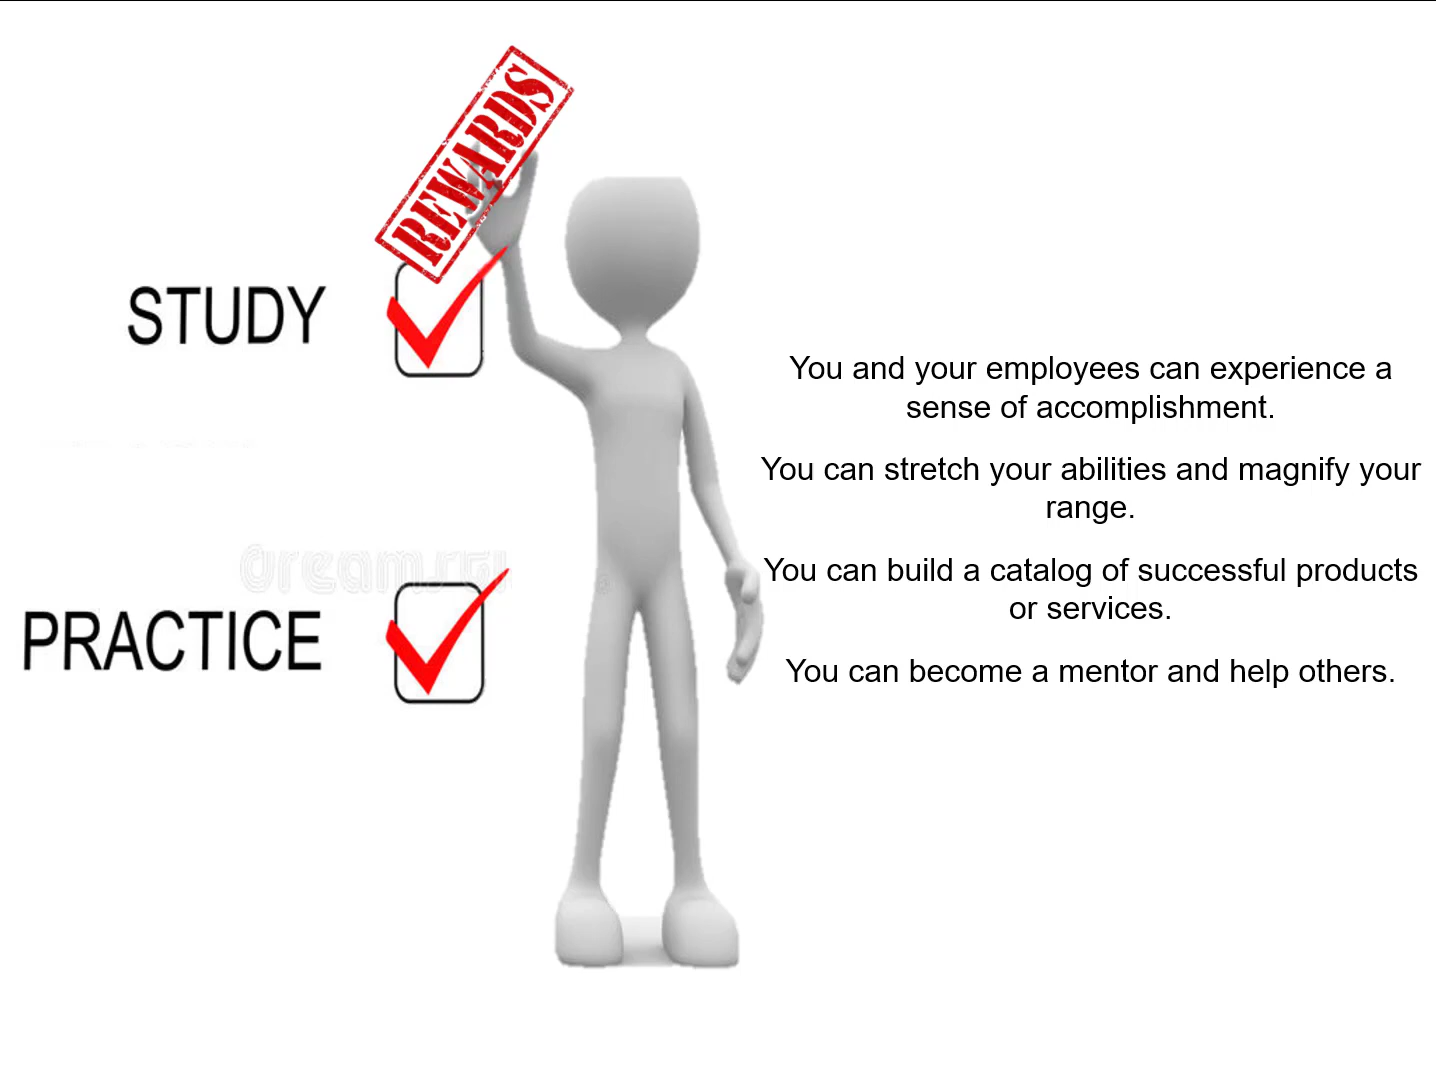 REWARDS
STUDY
PRACTICE
You and your employees can experience a
sense of accomplishment.
You can stretch your abilities and magnify your
range.
You can build a catalog of successful products
or services.
You can become a mentor and help others.